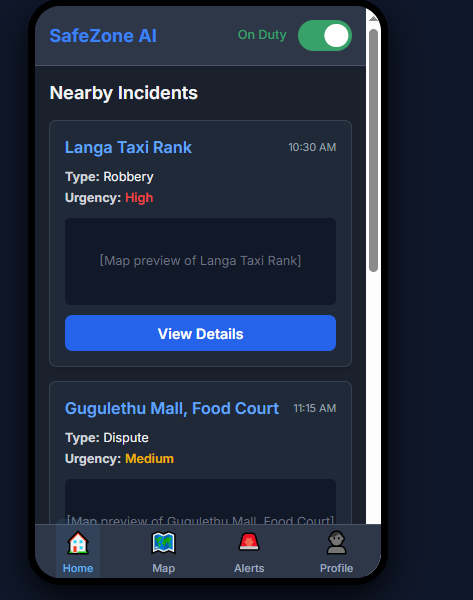 SafeZone AI
On Duty
Nearby Incidents
Langa Taxi Rank 10:30 AM
Type: Robbery
Urgency: High
[Map preview of Langa Taxi Rank]
View Details
Gugulethu Mall, Food Court 11:15 AM
Type: Dispute
Urgency: Medium
[Map preview of Gugulethu Mall, Food Court]
Home Map Alerts Profile